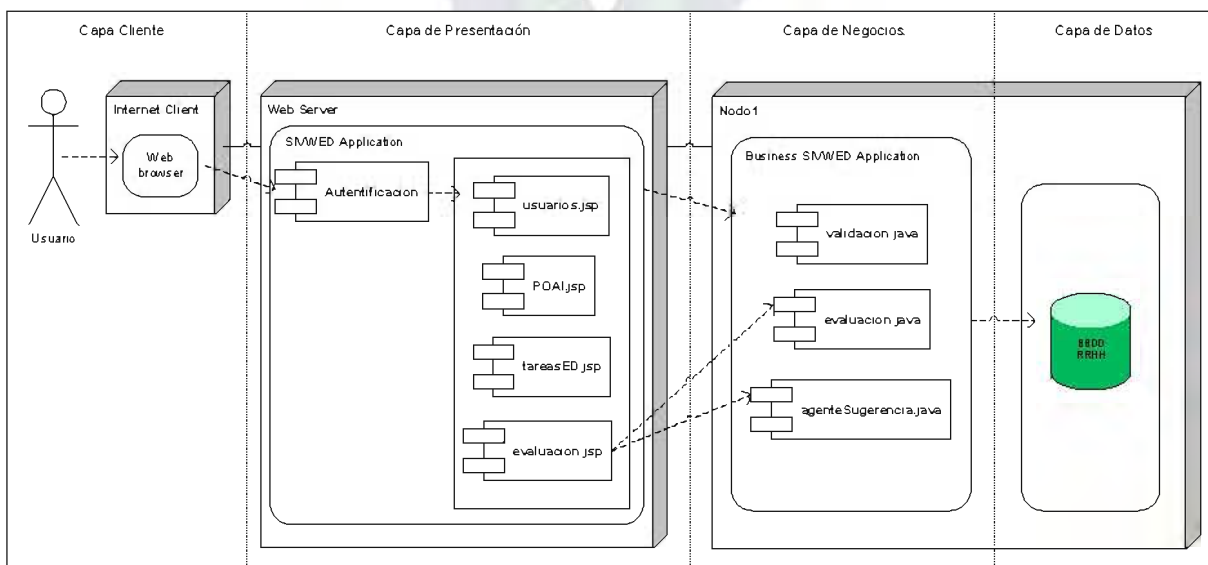 Capa Cliente
Capa de Presentación
Capa de Negocios.
Capa de Datos
Internet Client
Web
browser
Usuario
Web Server
SMWED Application
Autentificacion
usuarios.jsp
POAI.jsp
tareasED.jsp
evaluacion.jsp
Nodo1
Business SMWED Application
validacion.java
evaluacion.java
agenteSugerencia.java
BBDD
RRHH